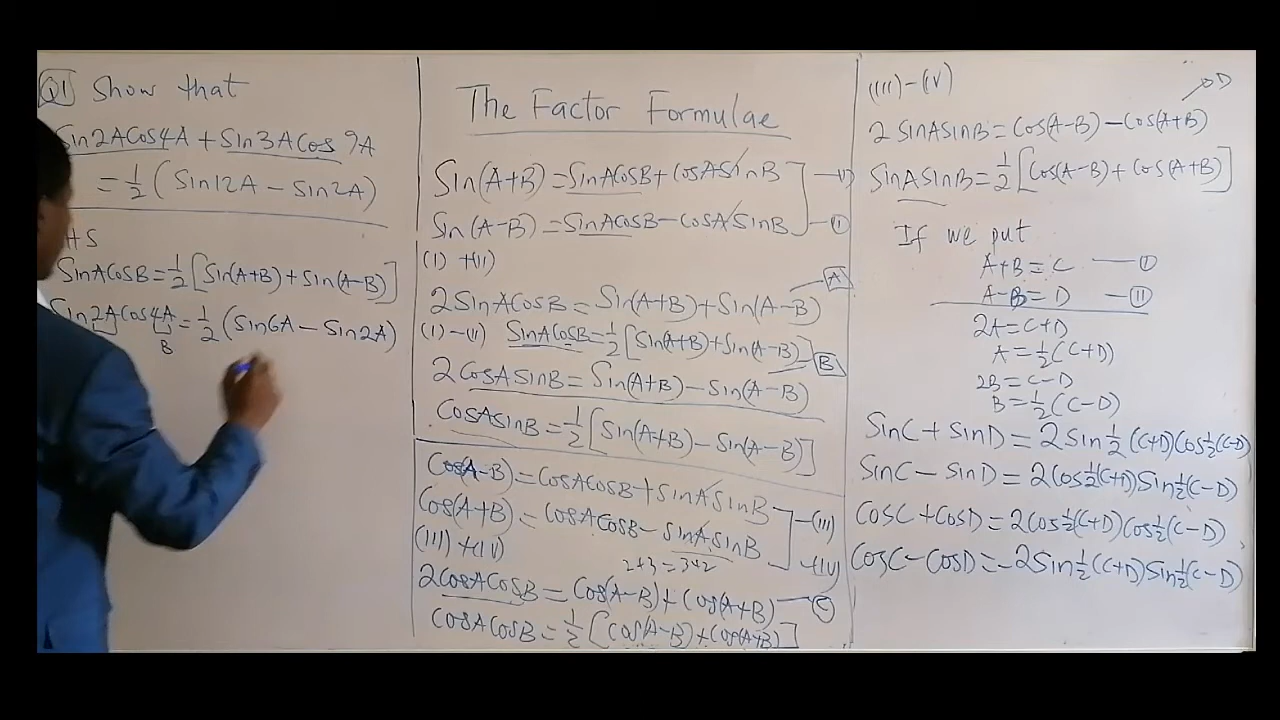 Q1 Show that
Sin2ACos4A + Sin3ACos9A
= 1/2 (Sin12A - Sin2A)
HS
SinACosB = 1/2 [Sin(A+B) + Sin(A-B)]
Sin2ACos4A = 1/2 (Sin6A - Sin2A)
B
The Factor Formulae
Sin(A+B) = SinACosB + CosASinB —(I)
Sin(A-B) = SinACosB - CosASinB —(II)
(I) + (II)
2SinACosB = Sin(A+B) + Sin(A-B) A
(I) - (II) SinACosB = 1/2 [Sin(A+B) + Sin(A-B)]
2CosASinB = Sin(A+B) - Sin(A-B) B
CosASinB = 1/2 [Sin(A+B) - Sin(A-B)]
Cos(A-B) = CosACosB + SinASinB —(III)
Cos(A+B) = CosACosB - SinASinB —(IV)
(III) + (IV) 2+3=3+2
2CosACosB = Cos(A-B) + Cos(A+B) — C
CosACosB = 1/2 [Cos(A-B) + Cos(A+B)]
(III) - (IV) D
2SinASinB = Cos(A-B) - Cos(A+B)
SinASinB = 1/2 [Cos(A-B) + Cos(A+B)]
If we put
A+B = C — I
A-B = D — II
2A = C+D
A = 1/2 (C+D)
2B = C-D
B = 1/2 (C-D)
SinC + SinD = 2Sin1/2(C+D)Cos1/2(C-D)
SinC - SinD = 2Cos1/2(C+D)Sin1/2(C-D)
CosC + CosD = 2Cos1/2(C+D)Cos1/2(C-D)
CosC - CosD = -2Sin1/2(C+D)Sin1/2(C-D)